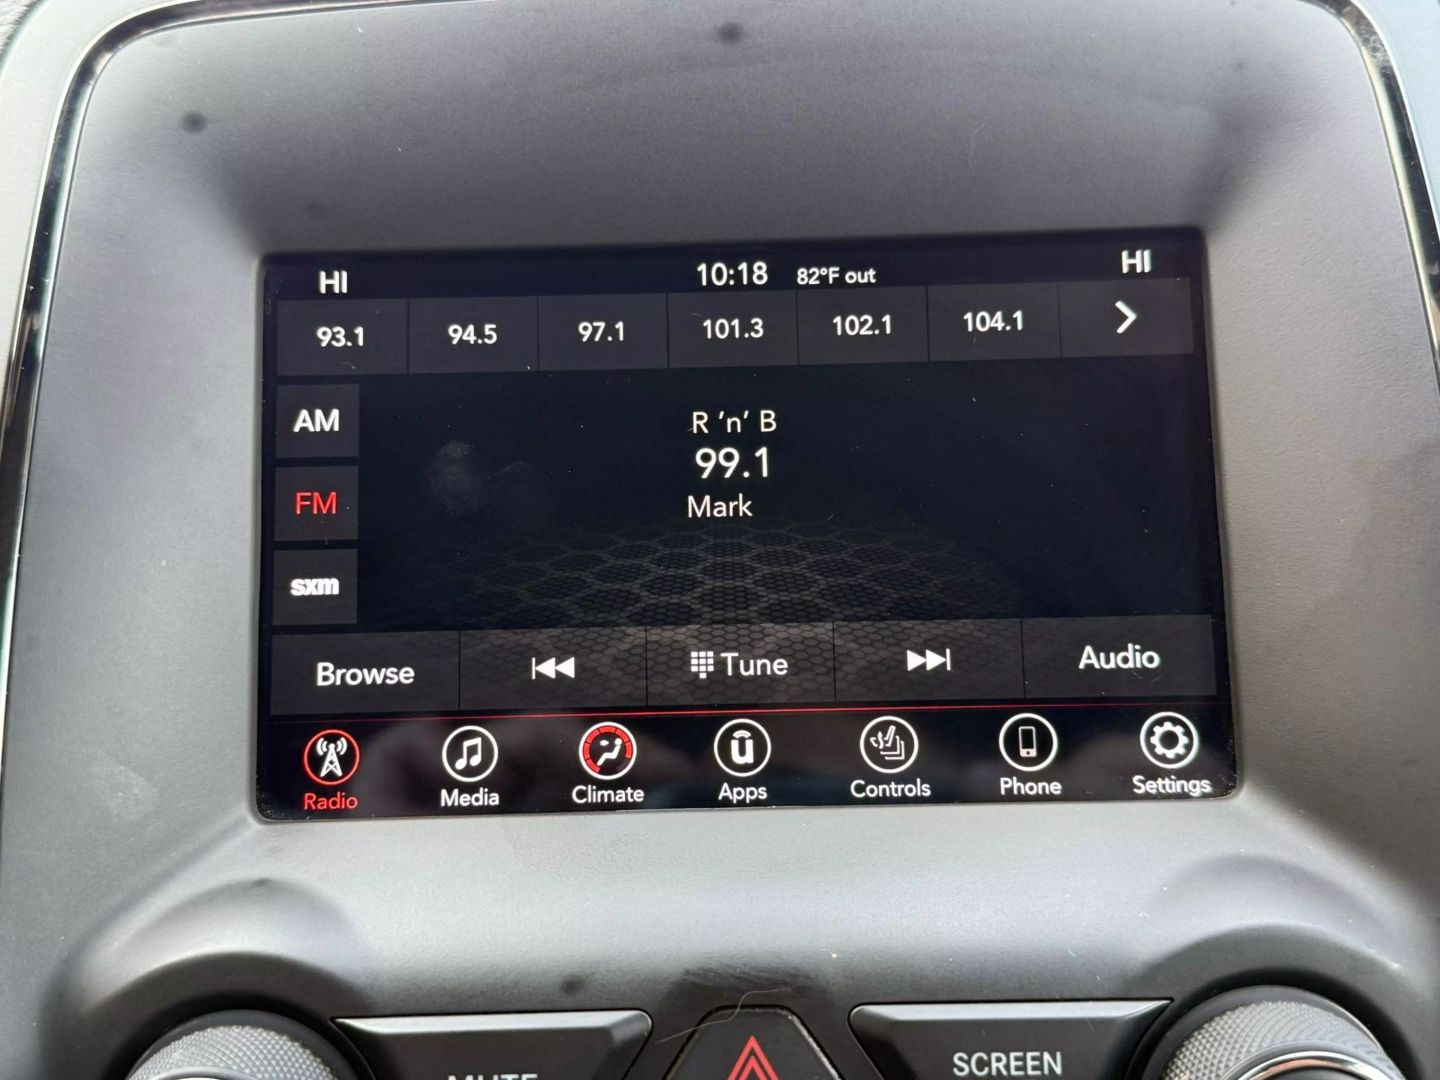 HI 10:18 82°F out HI
93.1 94.5 97.1 101.3 102.1 104.1
AM
R 'n' B
99.1
FM
Mark
sxm
Browse Tune Audio
Radio Media Climate Apps Controls Phone Settings
MUTE SCREEN